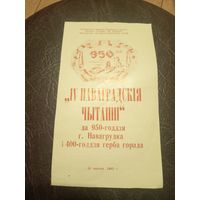 950
„IV НАВАГРАДСКІЯ
ЧЫТАННІ"
да 950-годдзя
г. Навагрудка
і 400-годдзя герба горада